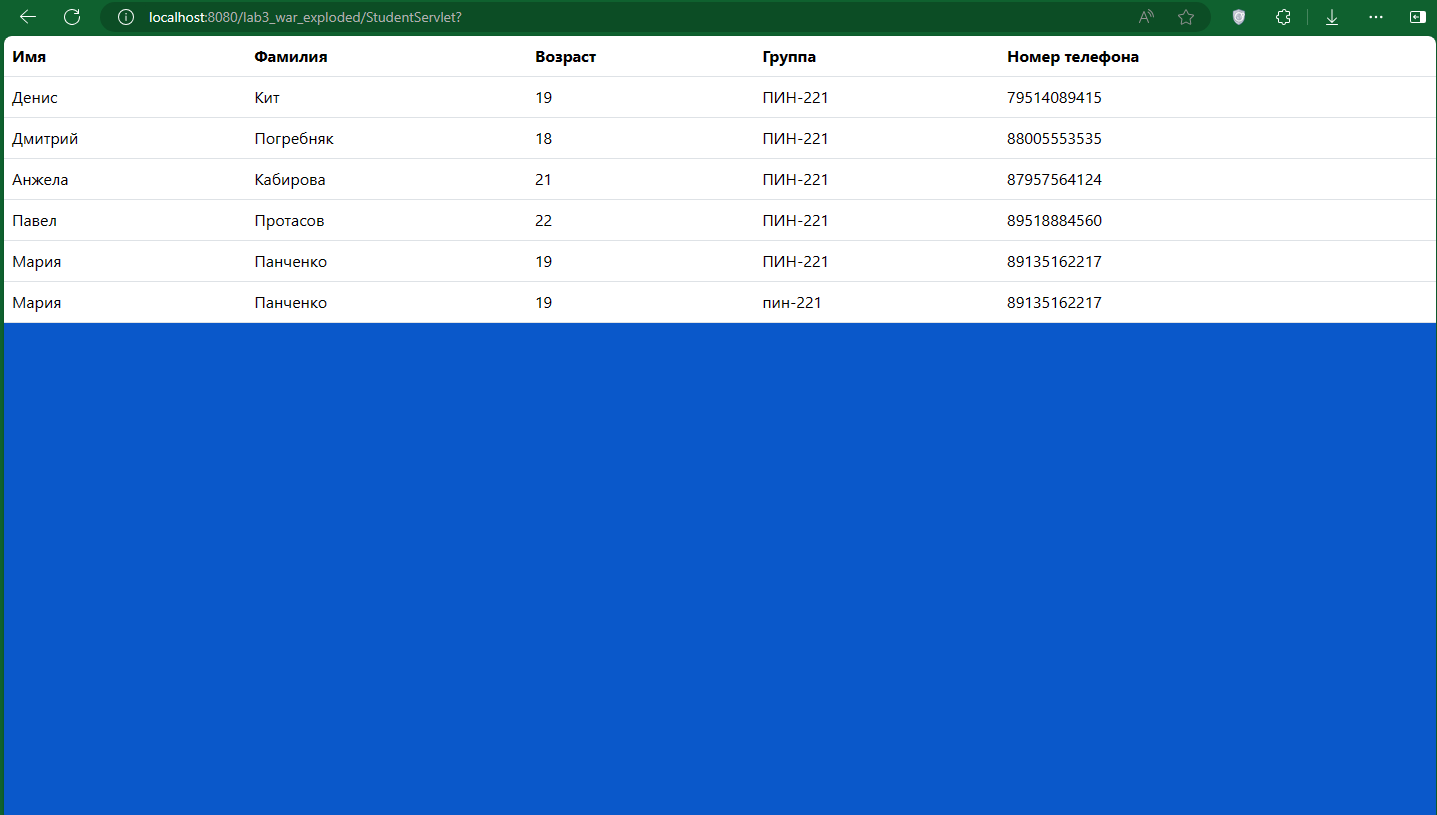 localhost:8080/lab3_war_exploded/StudentServlet?
Имя Фамилия Возраст Группа Номер телефона
Денис Кит 19 ПИН-221 79514089415
Дмитрий Погребняк 18 ПИН-221 88005553535
Анжела Кабирова 21 ПИН-221 87957564124
Павел Протасов 22 ПИН-221 89518884560
Мария Панченко 19 ПИН-221 89135162217
Мария Панченко 19 пин-221 89135162217